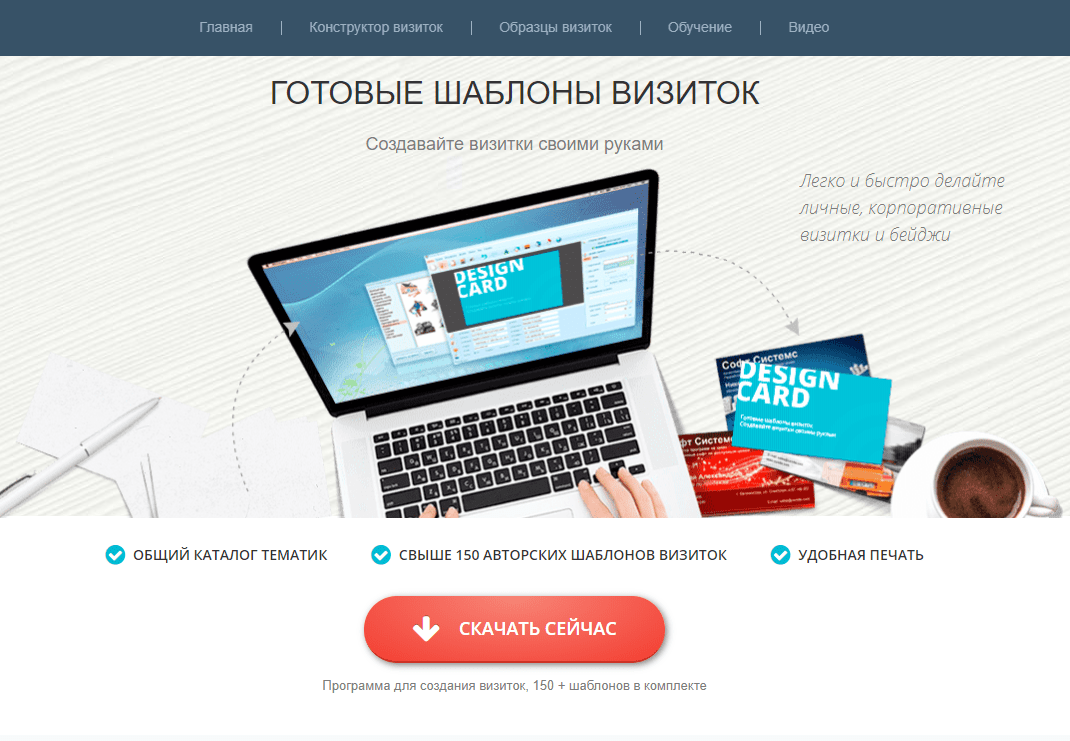 Главная
Конструктор визиток
Образцы визиток
Обучение
Видео
ГОТОВЫЕ ШАБЛОНЫ ВИЗИТОК
Создавайте визитки своими руками
Легко и быстро делайте
личные, корпоративные
визитки и бейджи
DESIGN
CARD
Софт Системс
DESIGN
CARD
Готовые шаблоны визиток
Создавайте визитки своими руками
ОБЩИЙ КАТАЛОГ ТЕМАТИК
СВЫШЕ 150 АВТОРСКИХ ШАБЛОНОВ ВИЗИТОК
УДОБНАЯ ПЕЧАТЬ
СКАЧАТЬ СЕЙЧАС
Программа для создания визиток, 150 + шаблонов в комплекте